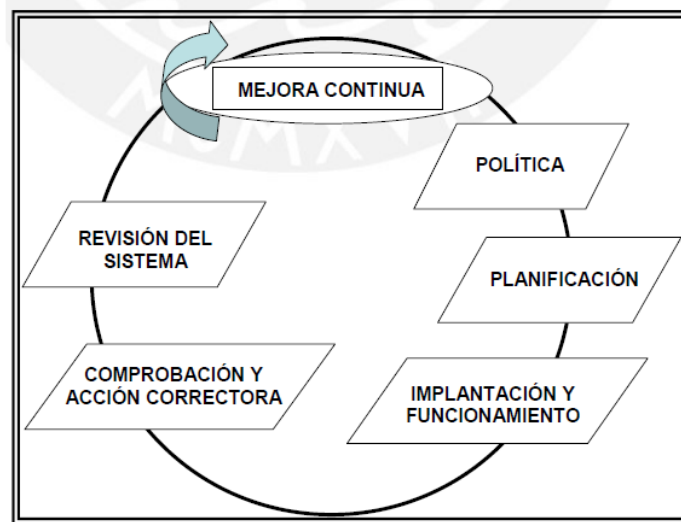 MEJORA CONTINUA
POLÍTICA
PLANIFICACIÓN
IMPLANTACIÓN Y
FUNCIONAMIENTO
COMPROBACIÓN Y
ACCIÓN CORRECTORA
REVISIÓN DEL
SISTEMA